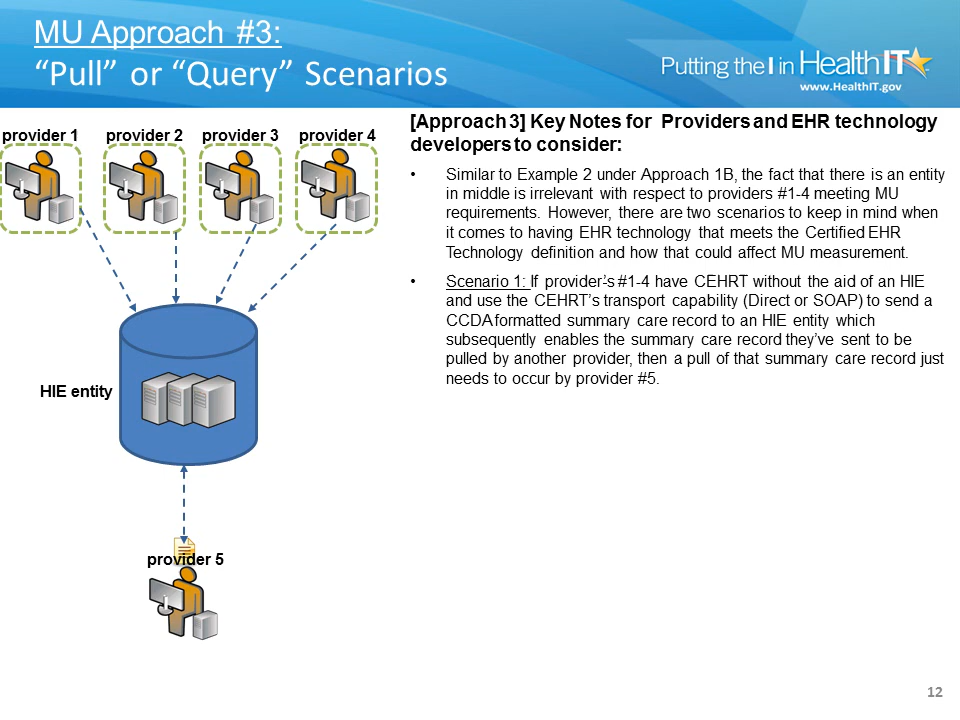 MU Approach #3:
“Pull” or “Query” Scenarios
Putting the I in HealthIT
www.HealthIT.gov
provider 1
provider 2
provider 3
provider 4
HIE entity
provider 5
[Approach 3] Key Notes for Providers and EHR technology
developers to consider:
• Similar to Example 2 under Approach 1B, the fact that there is an entity
in middle is irrelevant with respect to providers #1-4 meeting MU
requirements. However, there are two scenarios to keep in mind when
it comes to having EHR technology that meets the Certified EHR
Technology definition and how that could affect MU measurement.
• Scenario 1: If provider’s #1-4 have CEHRT without the aid of an HIE
and use the CEHRT’s transport capability (Direct or SOAP) to send a
CCDA formatted summary care record to an HIE entity which
subsequently enables the summary care record they’ve sent to be
pulled by another provider, then a pull of that summary care record just
needs to occur by provider #5.
12